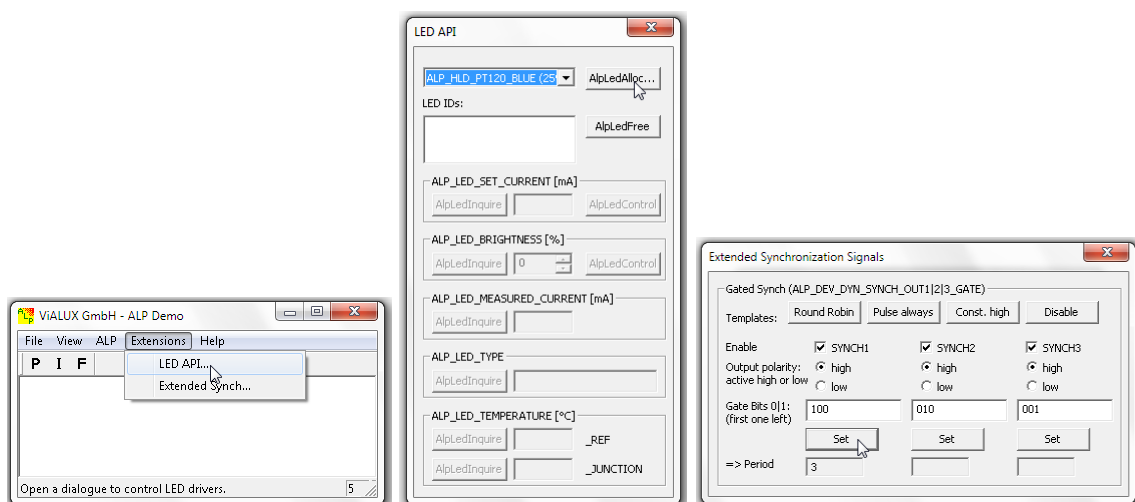 ViALUX GmbH - ALP Demo
File View ALP Extensions Help
P I F
LED API...
Extended Synch...
Open a dialogue to control LED drivers. 5
LED API
ALP_HLD_PT120_BLUE (25 AlpLedAlloc...
LED IDs:
AlpLedFree
ALP_LED_SET_CURRENT [mA]
AlpLedInquire AlpLedControl
ALP_LED_BRIGHTNESS [%]
AlpLedInquire 0 AlpLedControl
ALP_LED_MEASURED_CURRENT [mA]
AlpLedInquire
ALP_LED_TYPE
AlpLedInquire
ALP_LED_TEMPERATURE [°C]
AlpLedInquire _REF
AlpLedInquire _JUNCTION
Extended Synchronization Signals
Gated Synch (ALP_DEV_DYN_SYNCH_OUT1|2|3_GATE)
Templates: Round Robin Pulse always Const. high Disable
Enable SYNCH1 SYNCH2 SYNCH3
Output polarity: high high high
active high or low low low low
Gate Bits 0|1: 100 010 001
(first one left)
Set Set Set
=> Period 3